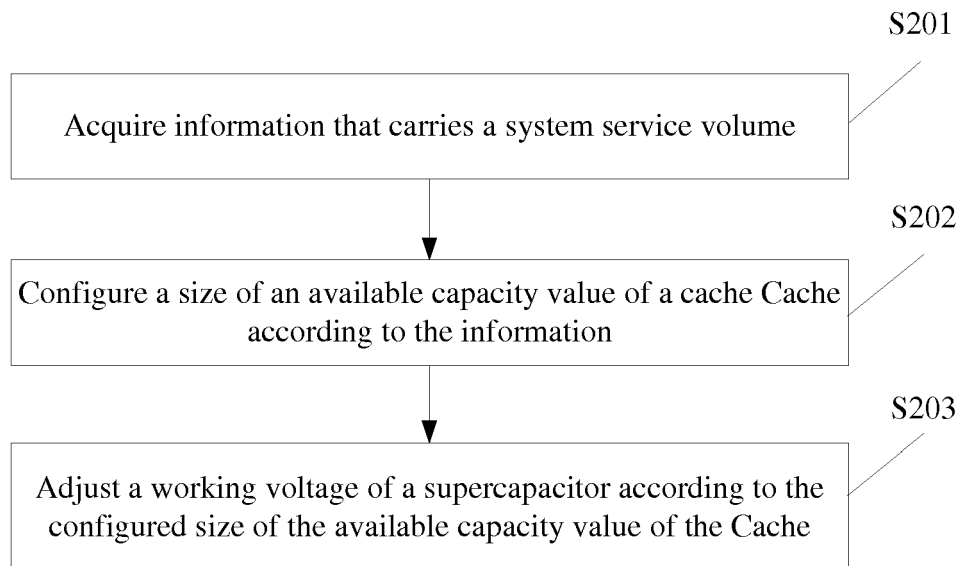 S201
Acquire information that carries a system service volume
S202
Configure a size of an available capacity value of a cache Cache
according to the information
S203
Adjust a working voltage of a supercapacitor according to the
configured size of the available capacity value of the Cache